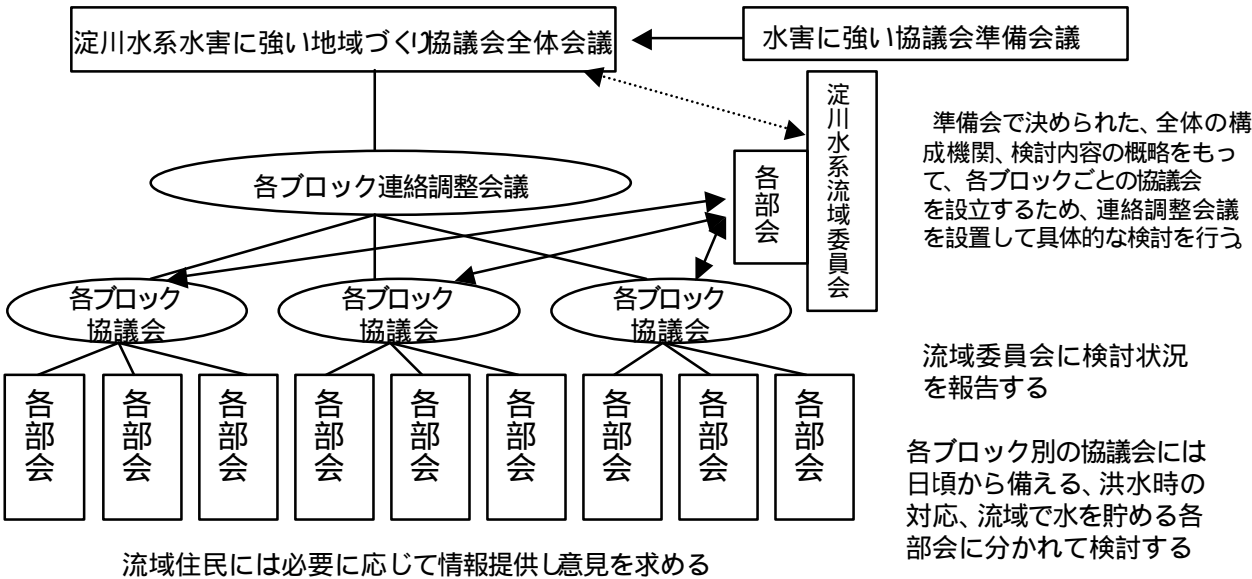 淀川水系水害に強い地域づくり協議会全体会議
水害に強い協議会準備会議
淀川水系流域委員会
各部会
準備会で決められた、全体の構
成機関、検討内容の概略をもっ
て、各ブロックごとの協議会
を設立するため、連絡調整会議
を設置して具体的な検討を行う。
各ブロック連絡調整会議
各ブロック
協議会
各ブロック
協議会
各ブロック
協議会
流域委員会に検討状況
を報告する
各部会
各部会
各部会
各部会
各部会
各部会
各部会
各部会
各部会
各ブロック別の協議会には
日頃から備える、洪水時の
対応、流域で水を貯める各
部会に分かれて検討する
流域住民には必要に応じて情報提供し意見を求める